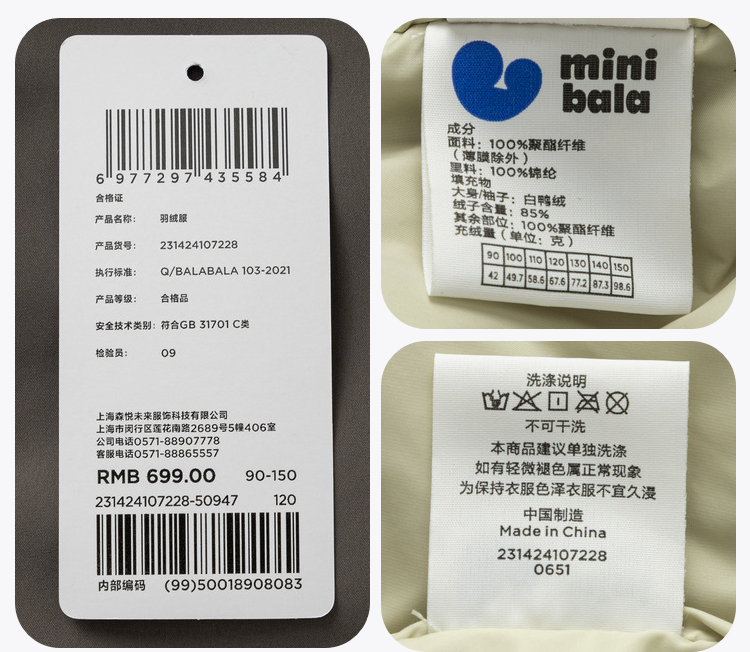 6 977297 435584
合格证
产品名称: 羽绒服
产品货号: 231424107228
执行标准: Q/BALABALA 103-2021
产品等级: 合格品
安全技术类别: 符合GB 31701 C类
检验员: 09
上海森悦未来服饰科技有限公司
上海市闵行区莲花南路2689号5幢406室
公司电话0571-88907778
客服电话0571-88865557
RMB 699.00 90-150
231424107228-50947 120
内部编码 (99)50018908083
mini
bala
成分
面料: 100%聚酯纤维
(薄膜除外)
里料: 100%锦纶
填充物
大身/袖子: 白鸭绒
绒子含量: 85%
其余部位: 100%聚酯纤维
充绒量(单位: 克)
90 100 110 120 130 140 150
42 49.7 58.6 67.6 77.2 87.3 98.6
洗涤说明
不可干洗
本商品建议单独洗涤
如有轻微褪色属正常现象
为保持衣服色泽衣服不宜久浸
中国制造
Made in China
231424107228
0651